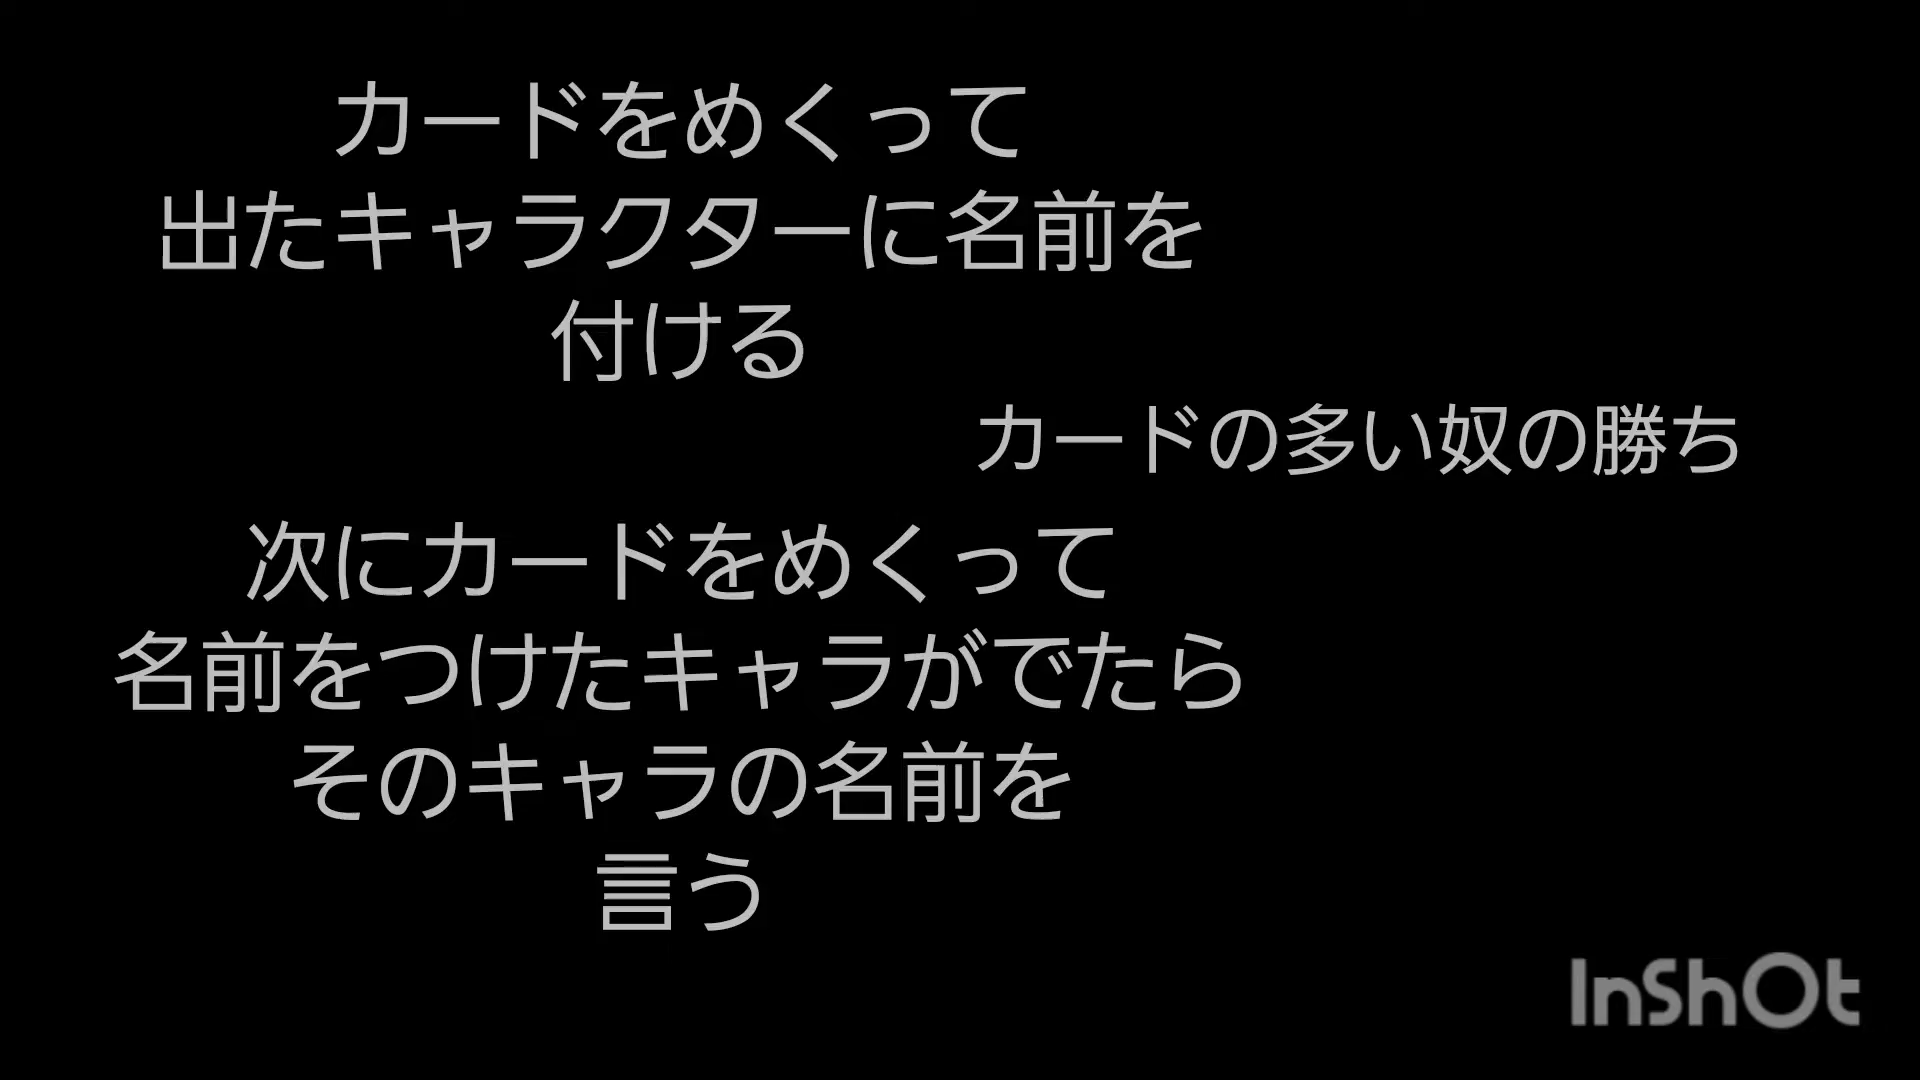 カードをめくって
出たキャラクターに名前を
付ける
カードの多い奴の勝ち
次にカードをめくって
名前をつけたキャラがでたら
そのキャラの名前を
言う
InShOt